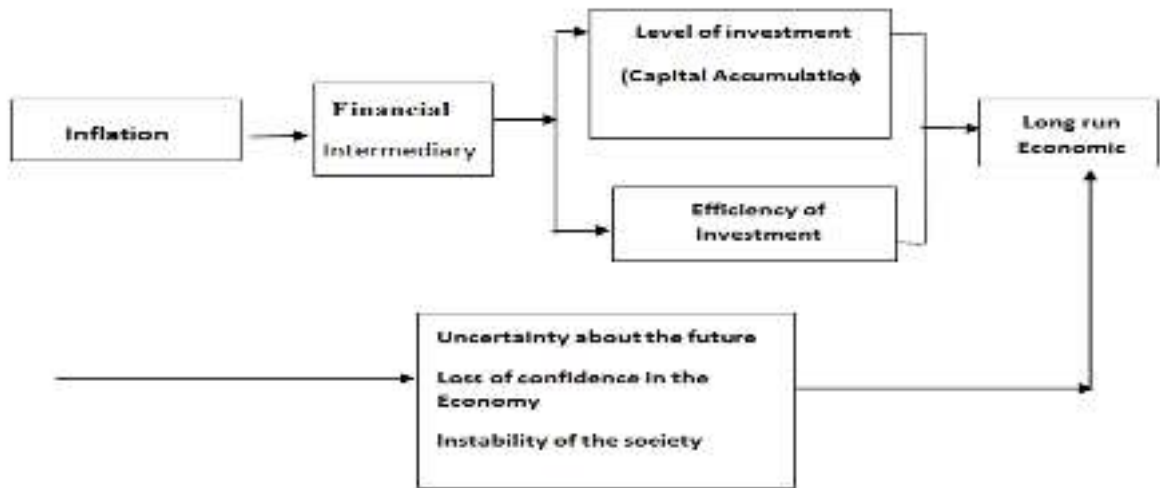 Inflation
Financial
Intermediary
Level of investment
(Capital Accumulation)
Efficiency of
Investment
Long run
Economic
Uncertainty about the future
Loss of confidence in the
Economy
Instability of the society